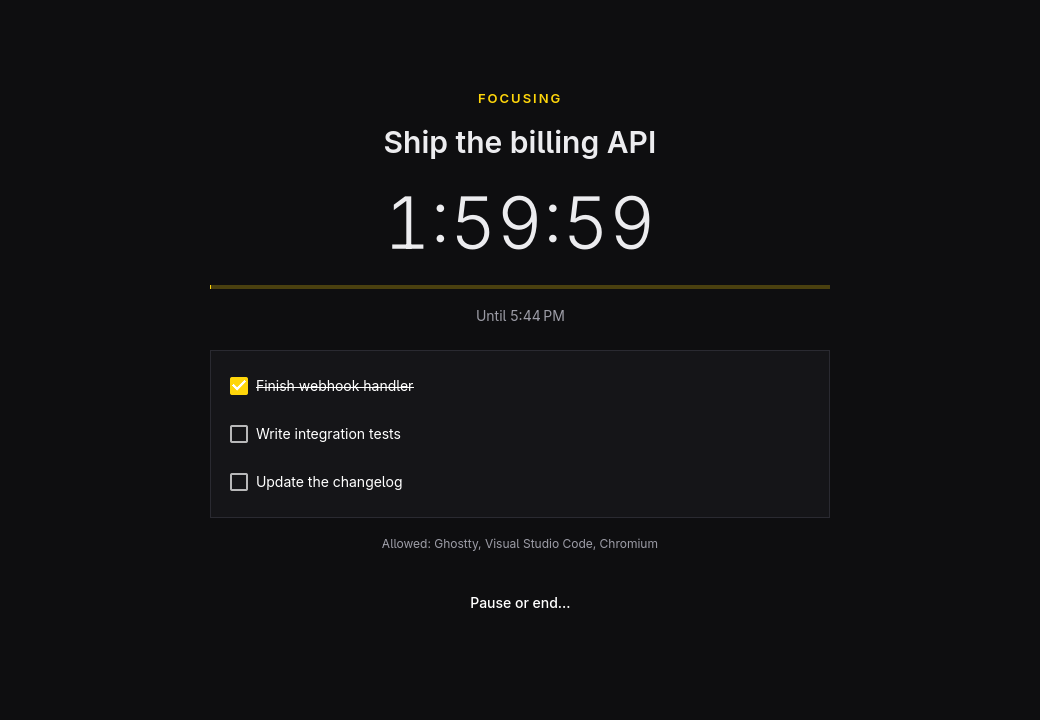 FOCUSING
Ship the billing API
1:59:59
Until 5:44 PM
Finish webhook handler
Write integration tests
Update the changelog
Allowed: Ghostty, Visual Studio Code, Chromium
Pause or end…